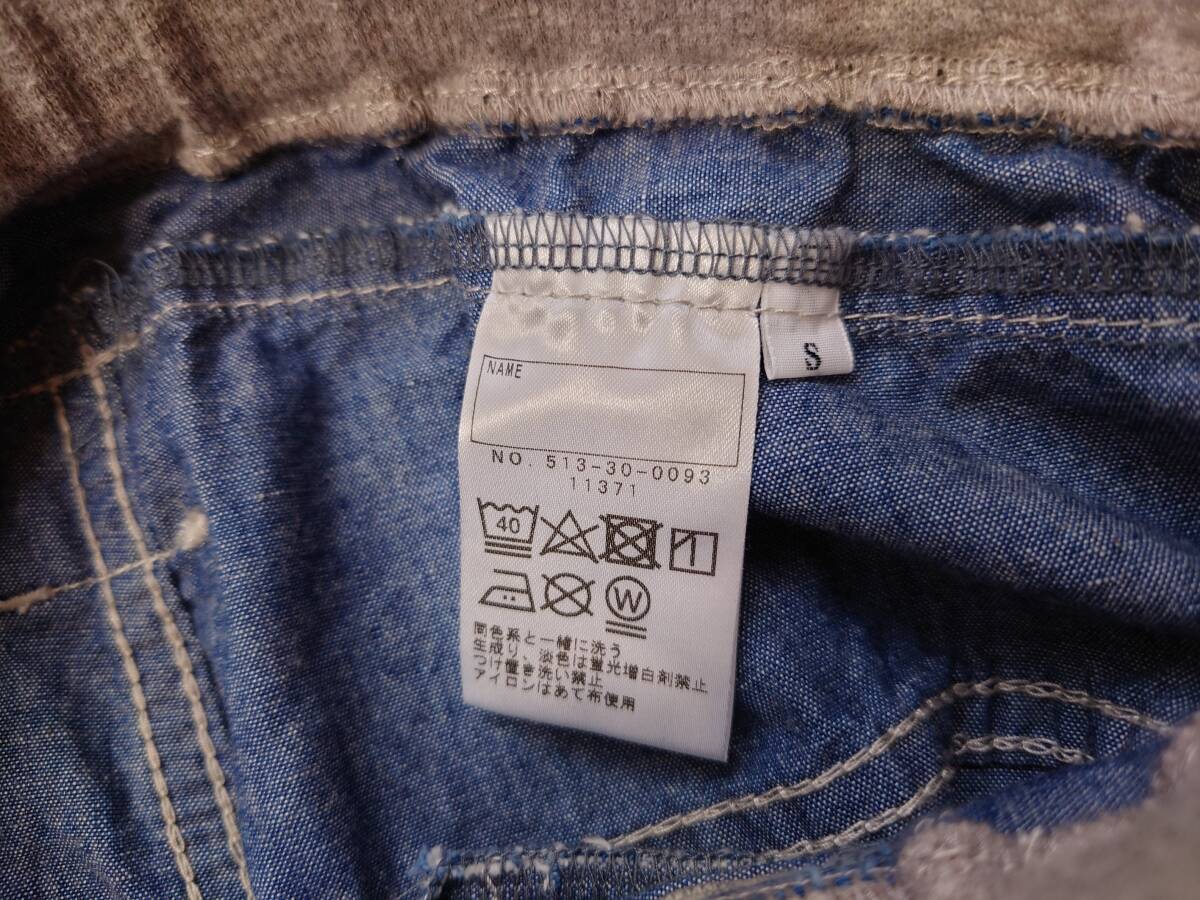 S
NAME
NO. 513-30-0093
11371
40
W
同色系と一緒に洗う
生成り、淡色は蛍光増白剤禁止
つけ置き洗い禁止
アイロンはあて布使用